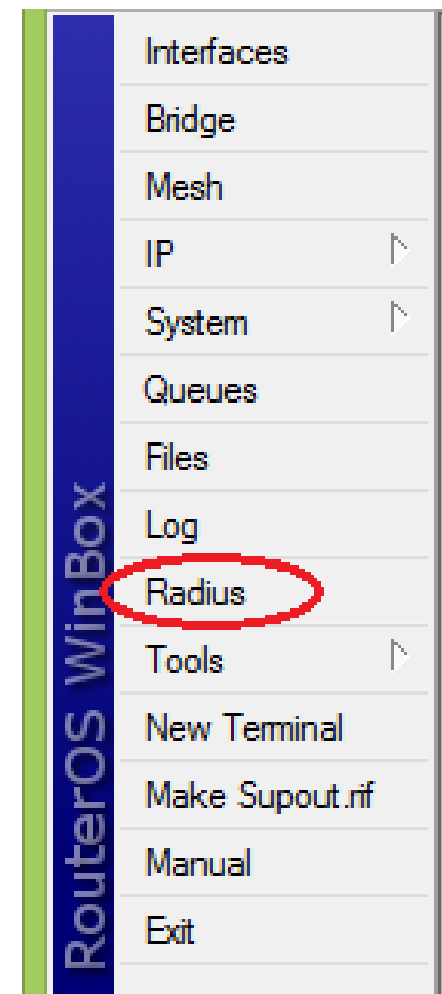 Interfaces
Bridge
Mesh
IP
System
Queues
Files
Log
Radius
Tools
New Terminal
Make Supout.rif
Manual
Exit
RouterOS WinBox